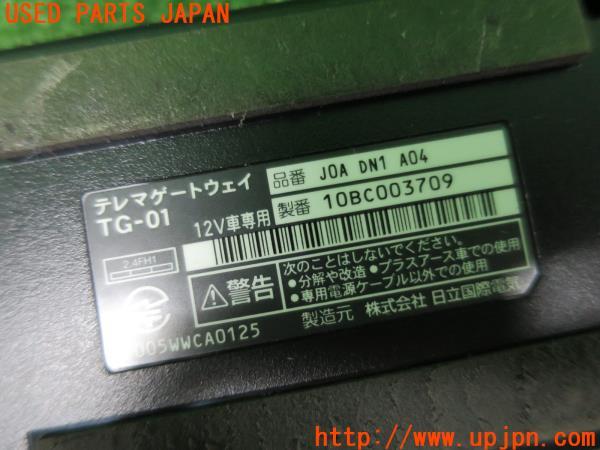 USED PARTS JAPAN
テレマゲートウェイ
TG-01
12V車専用
品番 J0A DN1 A04
製番 10BC003709
2.4FH1
警告
次のことはしないでください。
・分解や改造 ・プラスアース車での使用
・専用電源ケーブル以外での使用
005WWCA0125
製造元 株式会社 日立国際電気
UPJ http://www.upjpn.com/